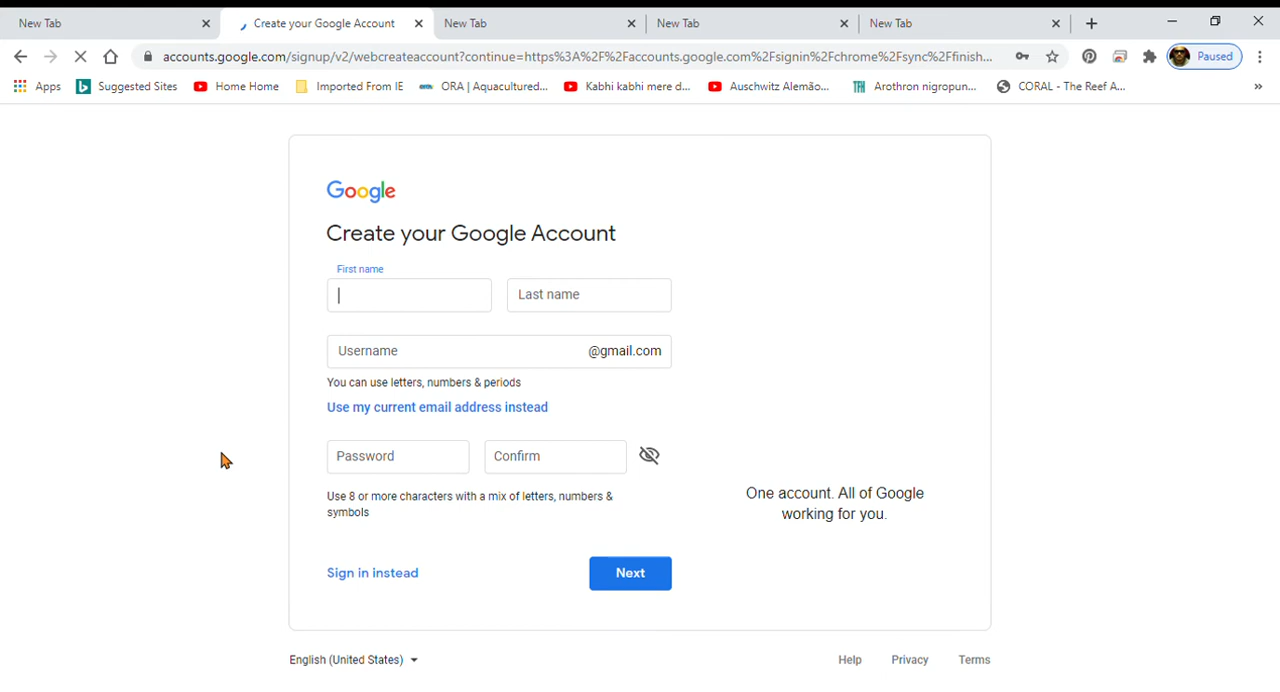 New Tab
Create your Google Account
New Tab
New Tab
New Tab
accounts.google.com/signup/v2/webcreateaccount?continue=https%3A%2F%2Faccounts.google.com%2Fsignin%2Fchrome%2Fsync%2Ffinish...
Paused
Apps
Suggested Sites
Home Home
Imported From IE
ORA | Aquacultured...
Kabhi kabhi mere d...
Auschwitz Alemão...
Arothron nigropun...
CORAL - The Reef A...
Google
Create your Google Account
First name
Last name
Username
@gmail.com
You can use letters, numbers & periods
Use my current email address instead
Password
Confirm
Use 8 or more characters with a mix of letters, numbers &
symbols
One account. All of Google
working for you.
Sign in instead
Next
English (United States)
Help
Privacy
Terms